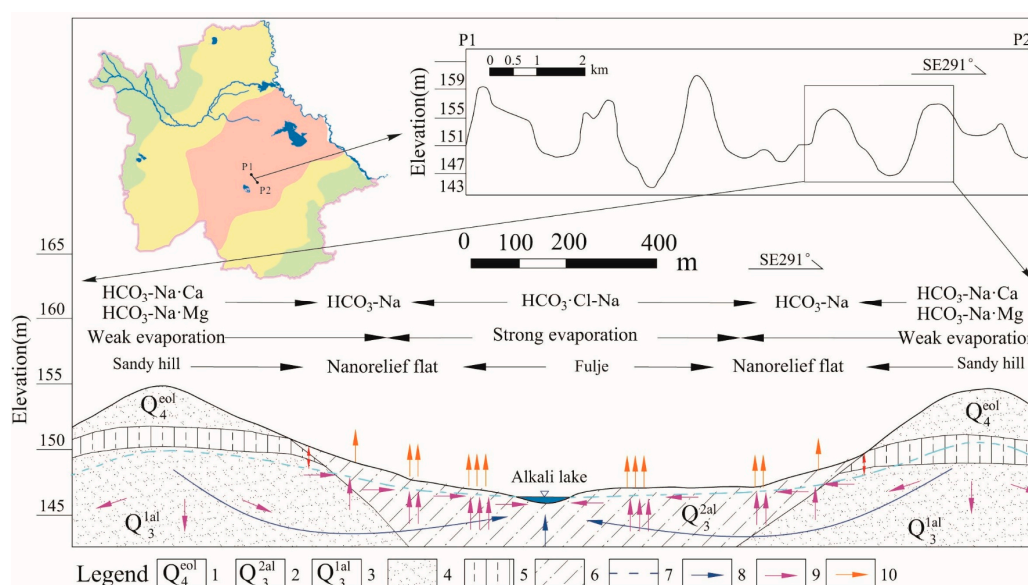 P1
P2
Elevation(m)
159
155
151
147
143
0 0.5 1 2
km
SE291°
P1
P2
0 100 200 400
m
SE291°
Elevation(m)
165
160
155
150
145
HCO₃-Na·Ca
HCO₃-Na·Mg
HCO₃-Na
HCO₃·Cl-Na
HCO₃-Na
HCO₃-Na·Ca
HCO₃-Na·Mg
Weak evaporation
Strong evaporation
Weak evaporation
Sandy hill
Nanorelief flat
Fulje
Nanorelief flat
Sandy hill
Q₄ᵉᵒˡ
Q₄ᵉᵒˡ
Alkali lake
Q₃¹ᵃˡ
Q₃²ᵃˡ
Q₃¹ᵃˡ
Legend Q₄ᵉᵒˡ 1 Q₃²ᵃˡ 2 Q₃¹ᵃˡ 3 4 5 6 7 8 9 10